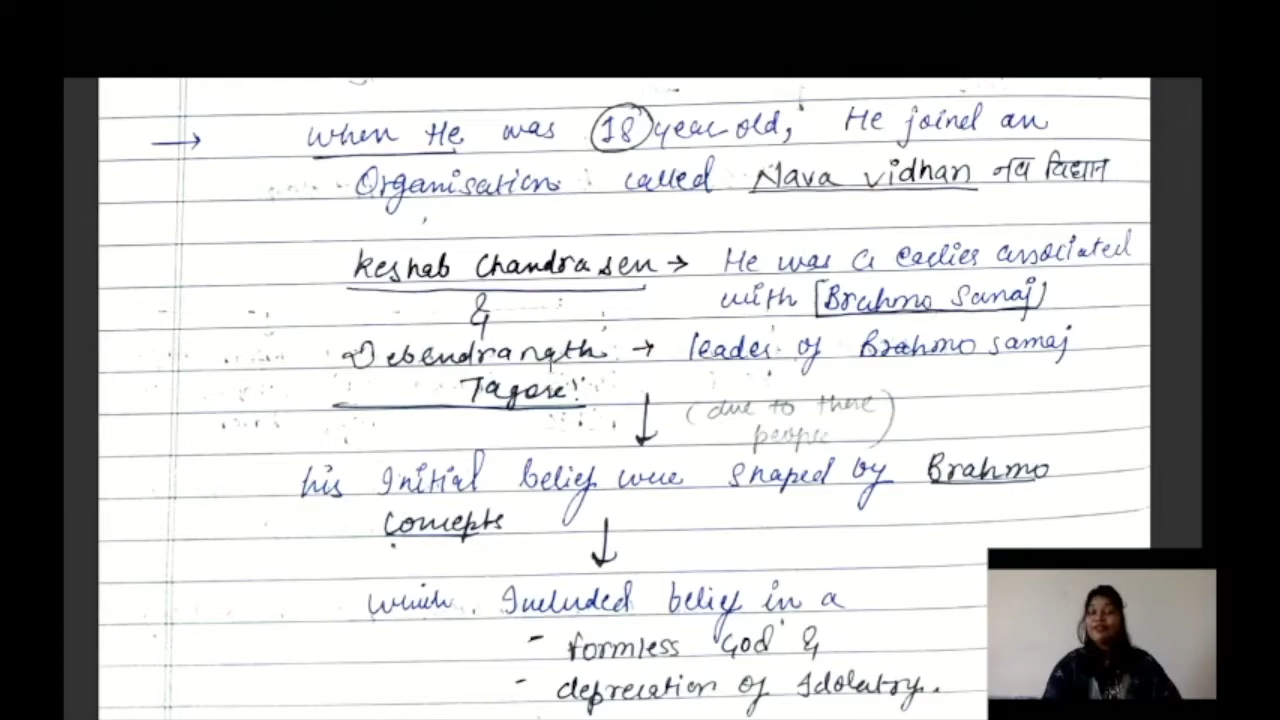 → when He was 18 year old, He joined an
Organisation called Nava vidhan नव विधान
Keshab Chandra sen → He was a earlier associated
with [Brahmo Samaj]
&
Debendranath → leader of Brahmo samaj
Tagore
↓ (due to these
people)
his Initial belief were shaped by Brahmo
concepts
↓
which Included belief in a
- formless God &
- deprecation of Idolatry.